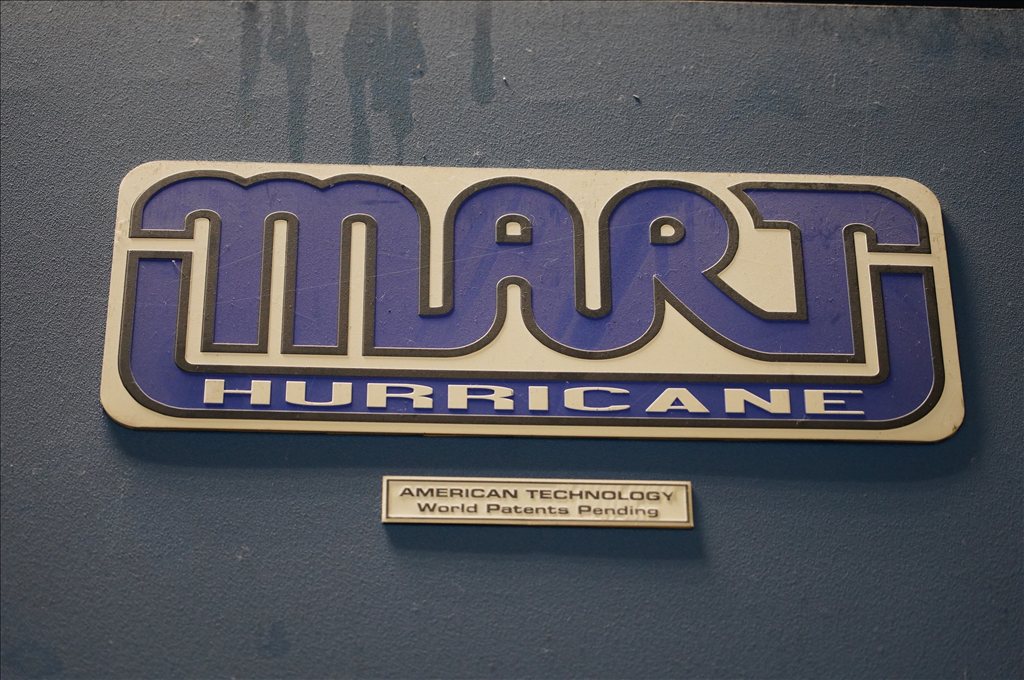 MART
HURRICANE
AMERICAN TECHNOLOGY
World Patents Pending